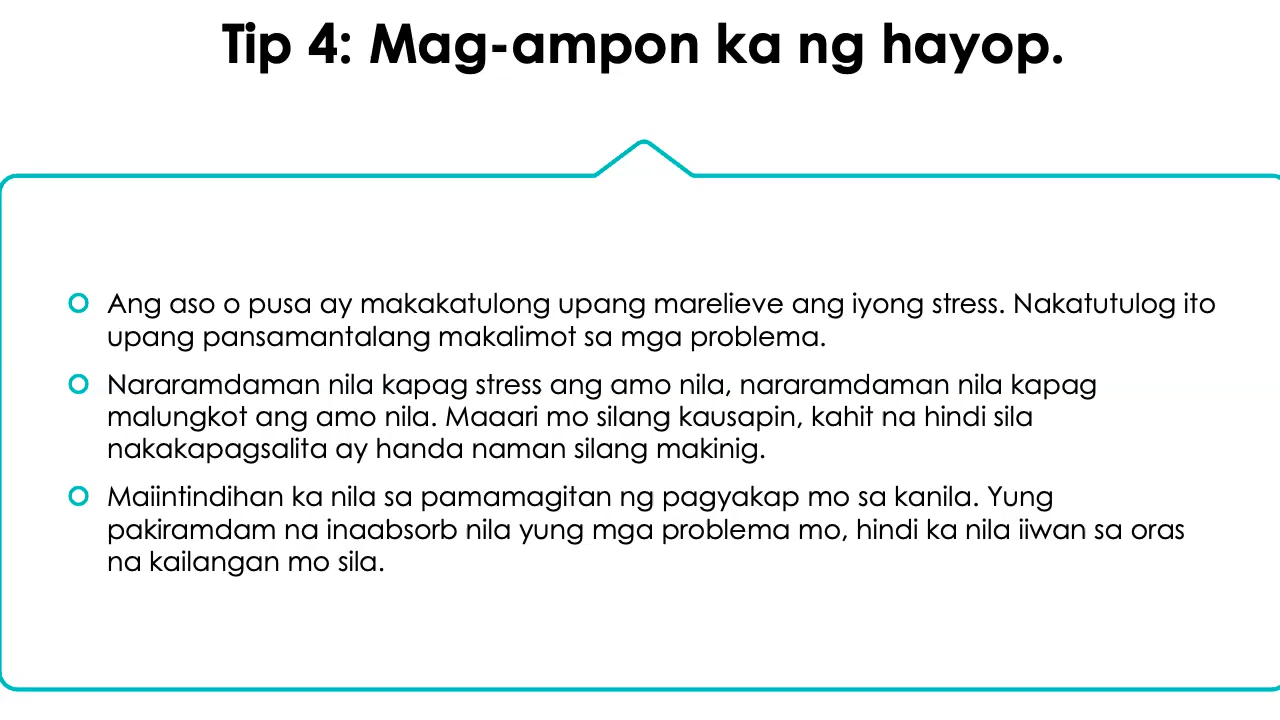 Tip 4: Mag-ampon ka ng hayop.
Ang aso o pusa ay makakatulong upang marelieve ang iyong stress. Nakatutulog ito
upang pansamantalang makalimot sa mga problema.
Nararamdaman nila kapag stress ang amo nila, nararamdaman nila kapag
malungkot ang amo nila. Maaari mo silang kausapin, kahit na hindi sila
nakakapagsalita ay handa naman silang makinig.
Maiintindihan ka nila sa pamamagitan ng pagyakap mo sa kanila. Yung
pakiramdam na inaabsorb nila yung mga problema mo, hindi ka nila iiwan sa oras
na kailangan mo sila.